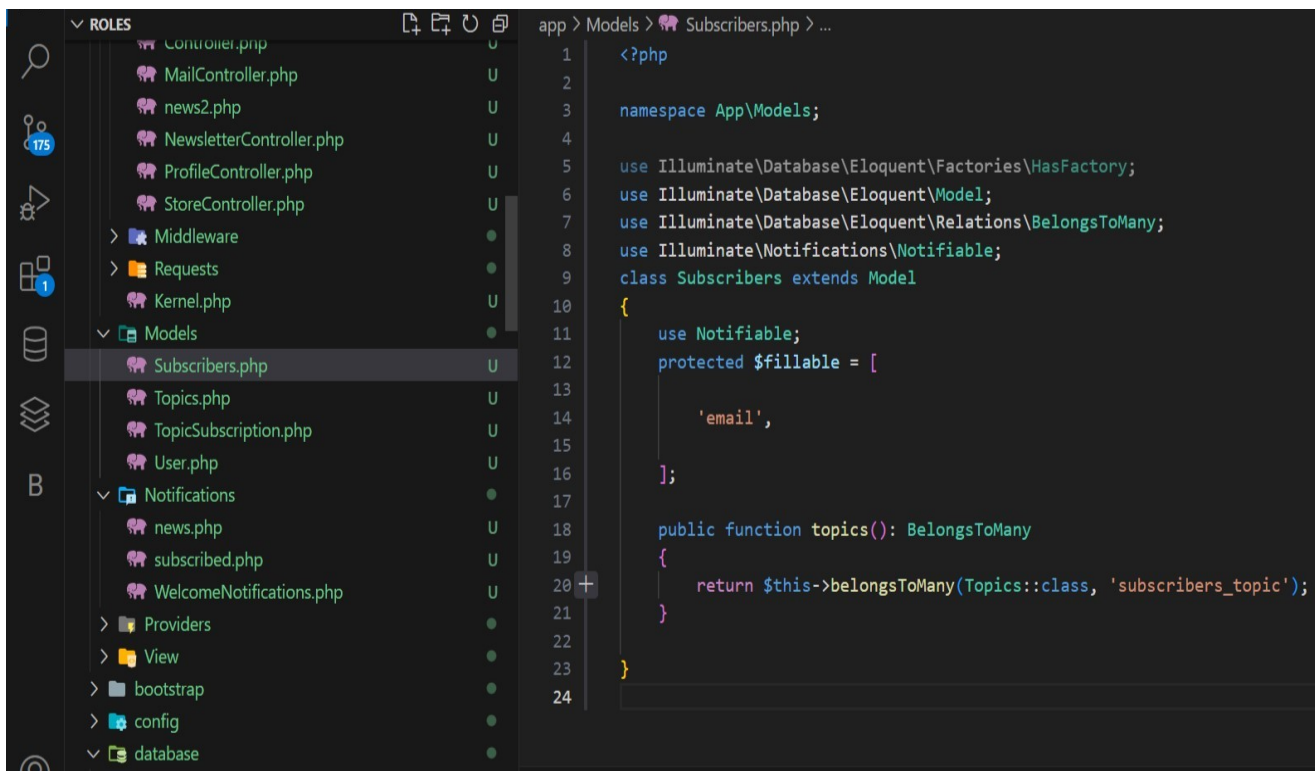 ROLES
Controller.php U
MailController.php U
news2.php U
NewsletterController.php U
ProfileController.php U
StoreController.php U
Middleware
Requests
Kernel.php U
Models
Subscribers.php U
Topics.php U
TopicSubscription.php U
User.php U
Notifications
news.php U
subscribed.php U
WelcomeNotifications.php U
Providers
View
bootstrap
config
database
175
1
B
app > Models > Subscribers.php > ...
1 <?php
2
3 namespace App\Models;
4
5 use Illuminate\Database\Eloquent\Factories\HasFactory;
6 use Illuminate\Database\Eloquent\Model;
7 use Illuminate\Database\Eloquent\Relations\BelongsToMany;
8 use Illuminate\Notifications\Notifiable;
9 class Subscribers extends Model
10 {
11 use Notifiable;
12 protected $fillable = [
13
14 'email',
15
16 ];
17
18 public function topics(): BelongsToMany
19 {
20 return $this->belongsToMany(Topics::class, 'subscribers_topic');
21 }
22
23 }
24